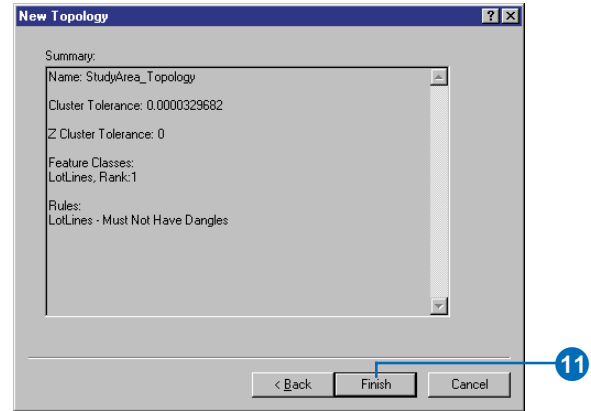 New Topology
Summary:
Name: StudyArea_Topology
Cluster Tolerance: 0.0000329682
Z Cluster Tolerance: 0
Feature Classes:
LotLines, Rank:1
Rules:
LotLines - Must Not Have Dangles
< Back Finish Cancel
11